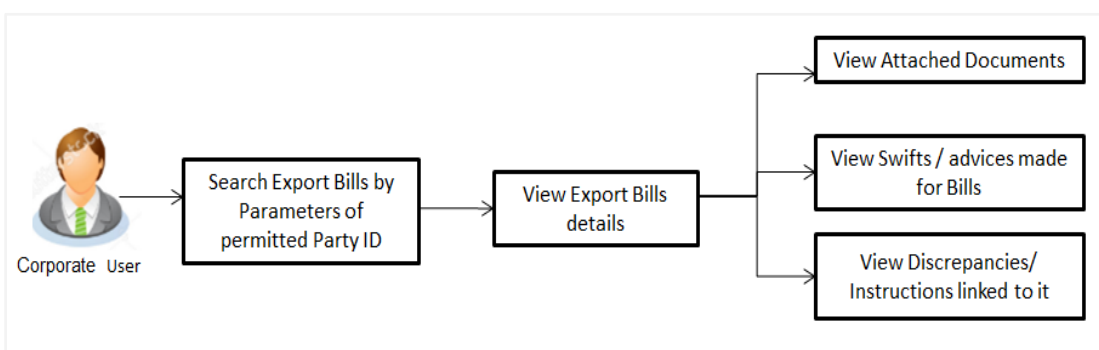 View Attached Documents
Search Export Bills by
Parameters of
permitted Party ID
View Export Bills
details
View Swifts / advices made
for Bills
View Discrepancies/
Instructions linked to it
Corporate User